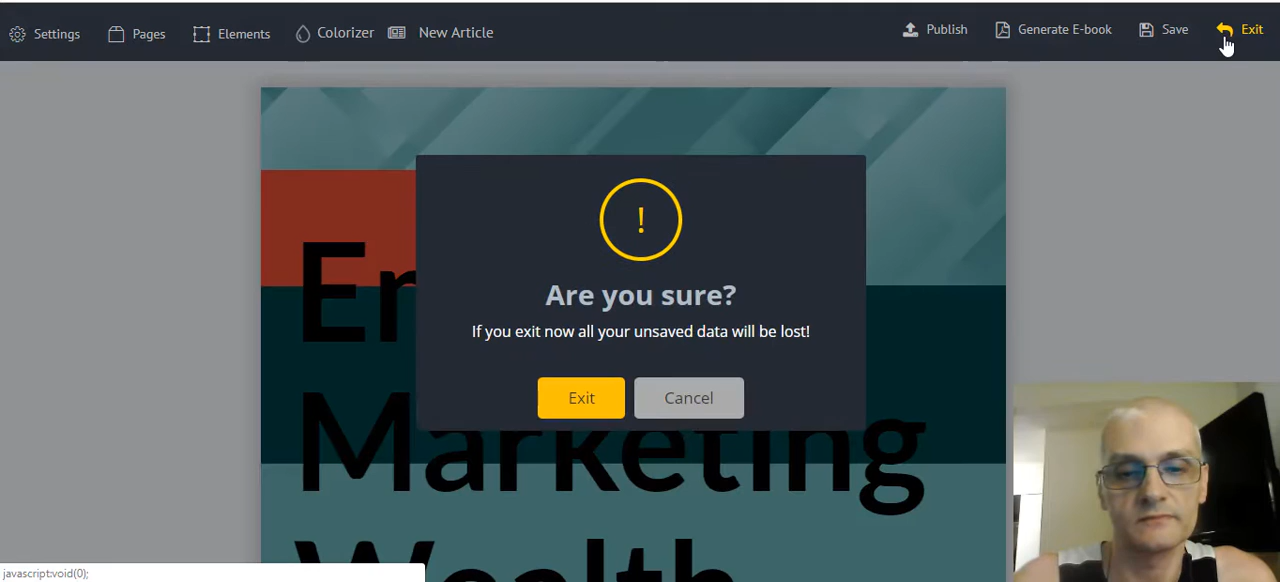 Settings Pages Elements Colorizer New Article Publish Generate E-book Save Exit
!
Are you sure?
If you exit now all your unsaved data will be lost!
Exit Cancel
Marketing
Wealth
javascript:void(0);